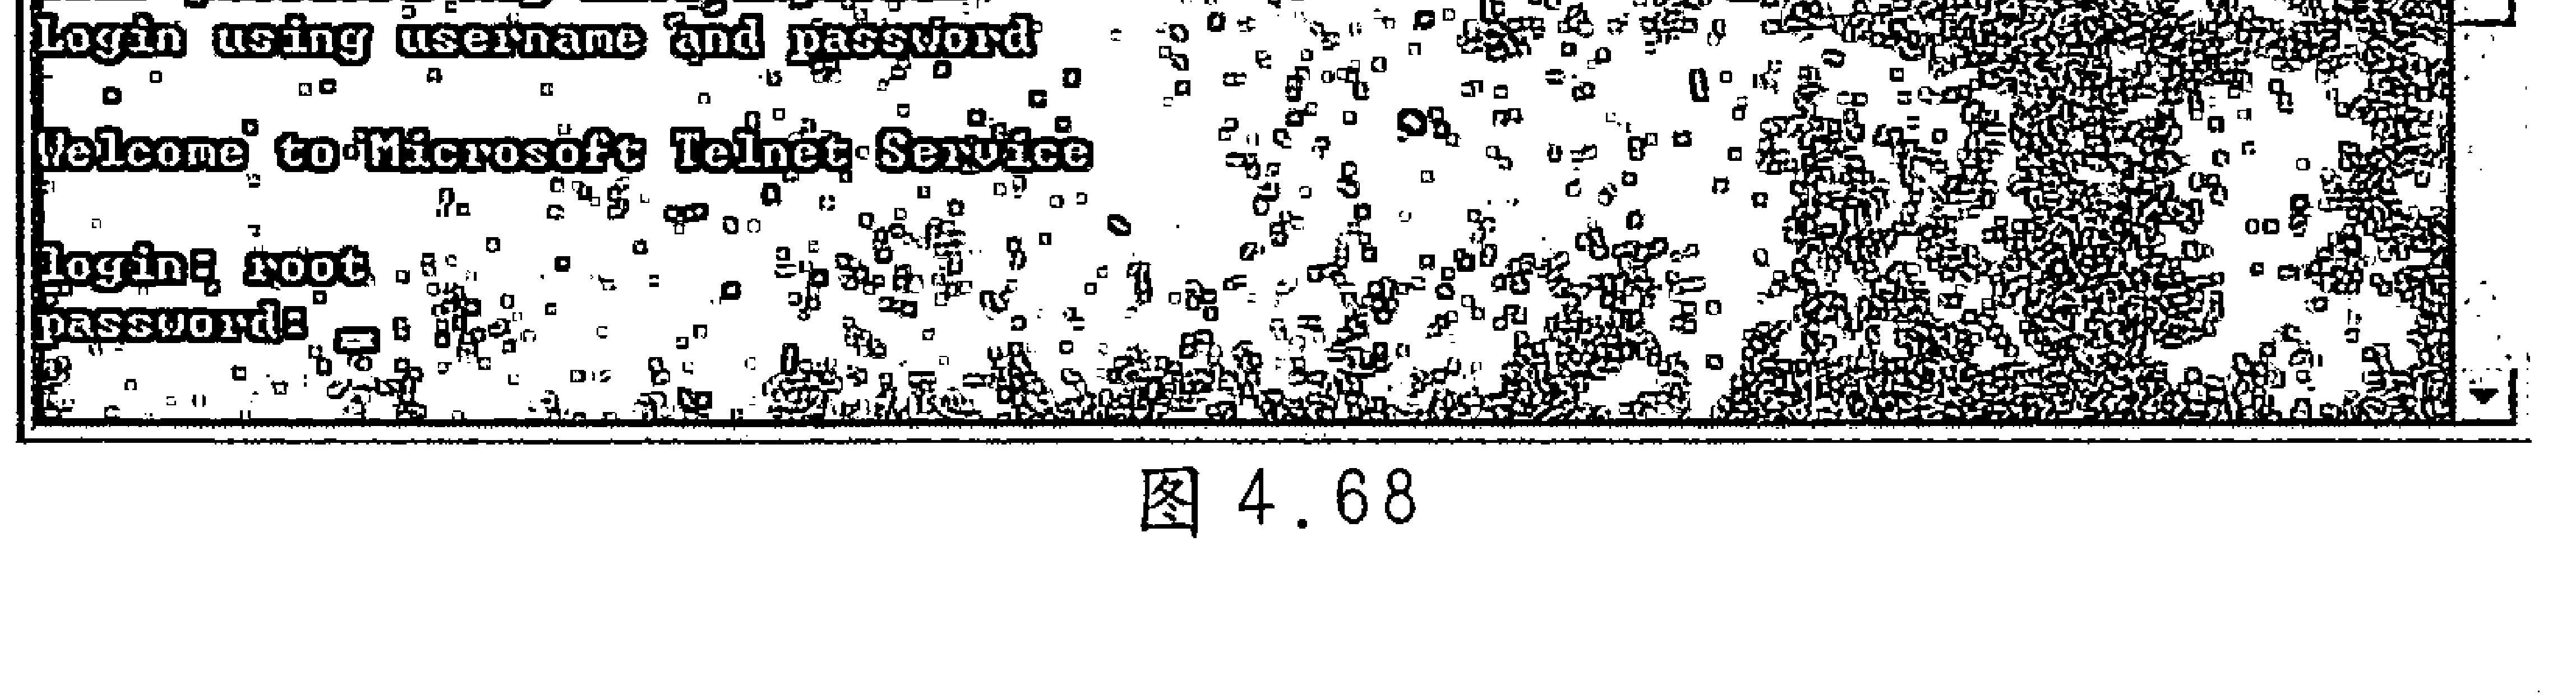 Login using username and password
Welcome to Microsoft Telnet Service
login: root
password: _
图 4.68